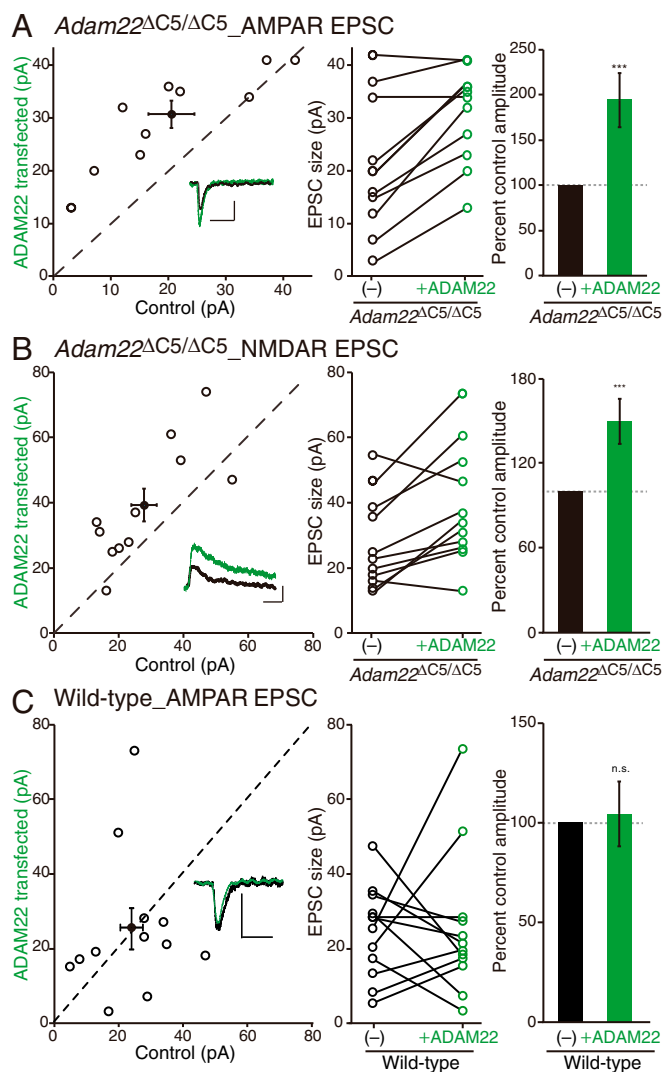 A Adam22ΔC5/ΔC5_AMPAR EPSC
ADAM22 transfected (pA)
40
30
20
10
0
0 10 20 30 40
Control (pA)
EPSC size (pA)
40
30
20
10
0
(–) +ADAM22
Adam22ΔC5/ΔC5
Percent control amplitude
250
200
150
100
50
0
***
(–) +ADAM22
Adam22ΔC5/ΔC5
B Adam22ΔC5/ΔC5_NMDAR EPSC
ADAM22 transfected (pA)
80
60
40
20
0
0 20 40 60 80
Control (pA)
EPSC size (pA)
80
60
40
20
0
(–) +ADAM22
Adam22ΔC5/ΔC5
Percent control amplitude
180
140
100
60
0
***
(–) +ADAM22
Adam22ΔC5/ΔC5
C Wild-type_AMPAR EPSC
ADAM22 transfected (pA)
80
60
40
20
0
0 20 40 60 80
Control (pA)
EPSC size (pA)
80
60
40
20
0
(–) +ADAM22
Wild-type
Percent control amplitude
150
100
50
0
n.s.
(–) +ADAM22
Wild-type